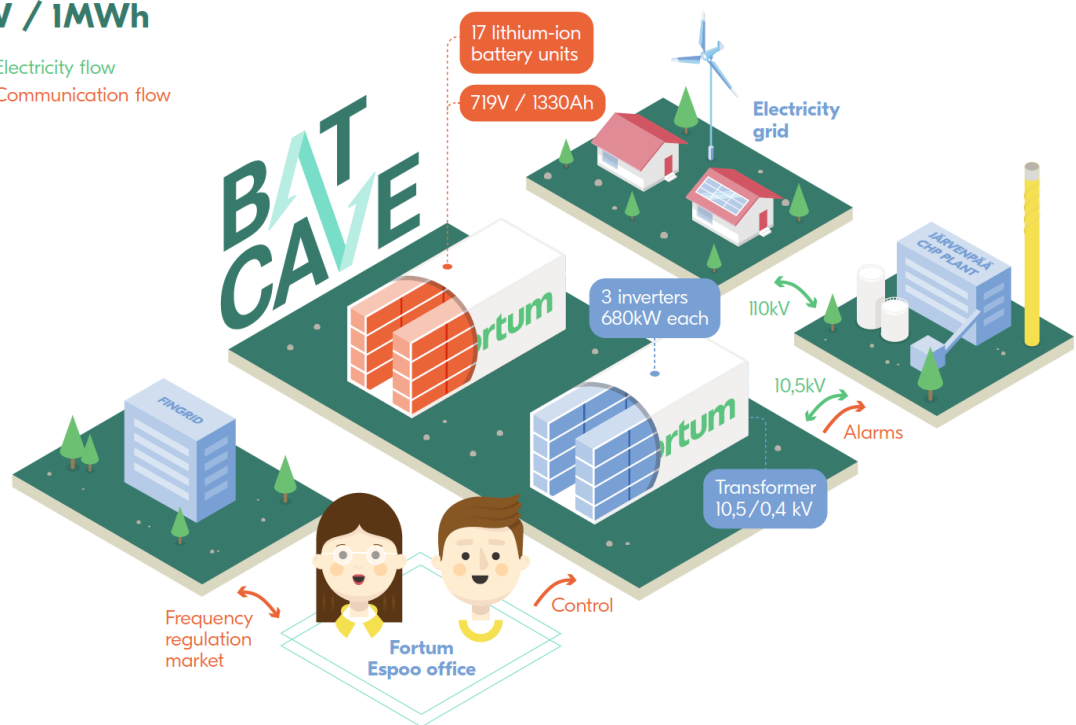 / 1MWh
Electricity flow
Communication flow
17 lithium-ion
battery units
719V / 1330Ah
Electricity
grid
BAT
CAVE
JÄRVENPÄÄ
CHP PLANT
3 inverters
680kW each
110kV
ortum
10,5kV
Alarms
ortum
FINGRID
Transformer
10,5/0,4 kV
Control
Frequency
regulation
market
Fortum
Espoo office